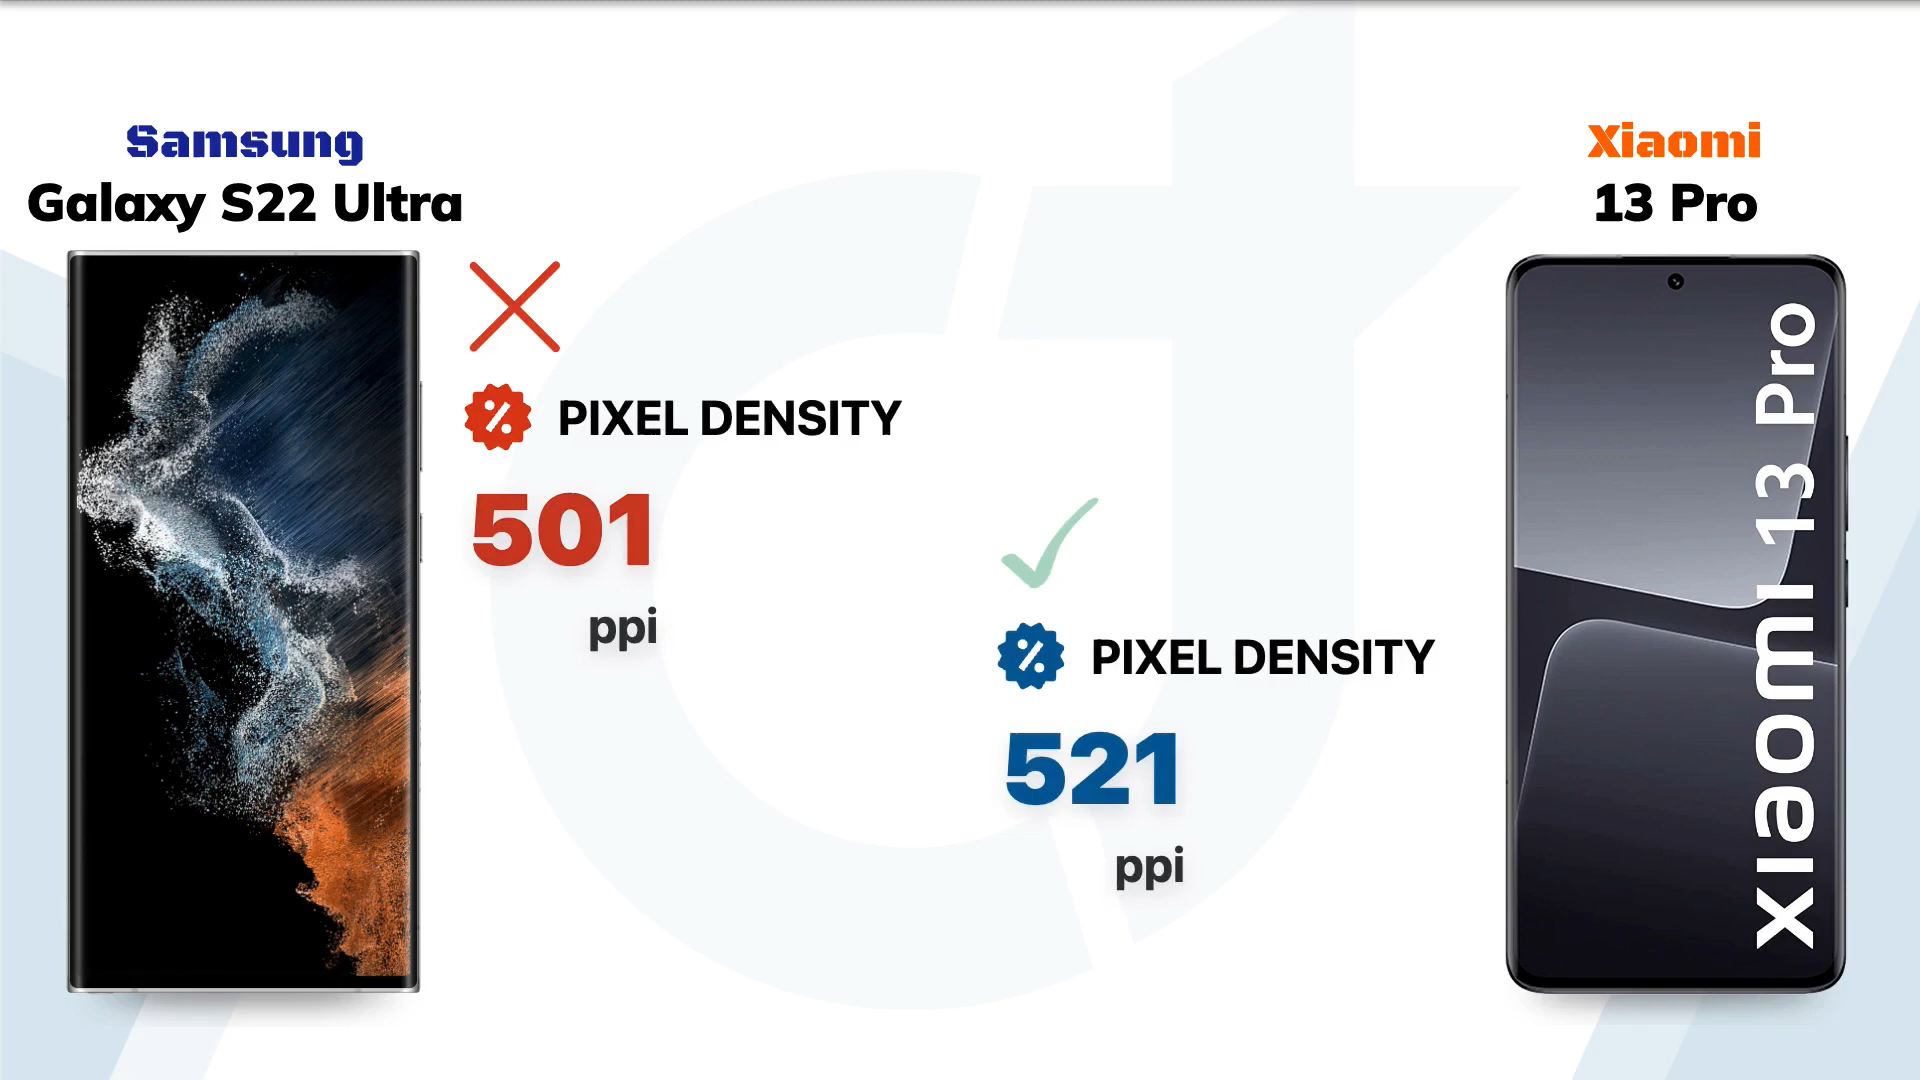 Samsung
Galaxy S22 Ultra
PIXEL DENSITY
501
ppi
Xiaomi
13 Pro
PIXEL DENSITY
521
ppi
xiaomi 13 Pro